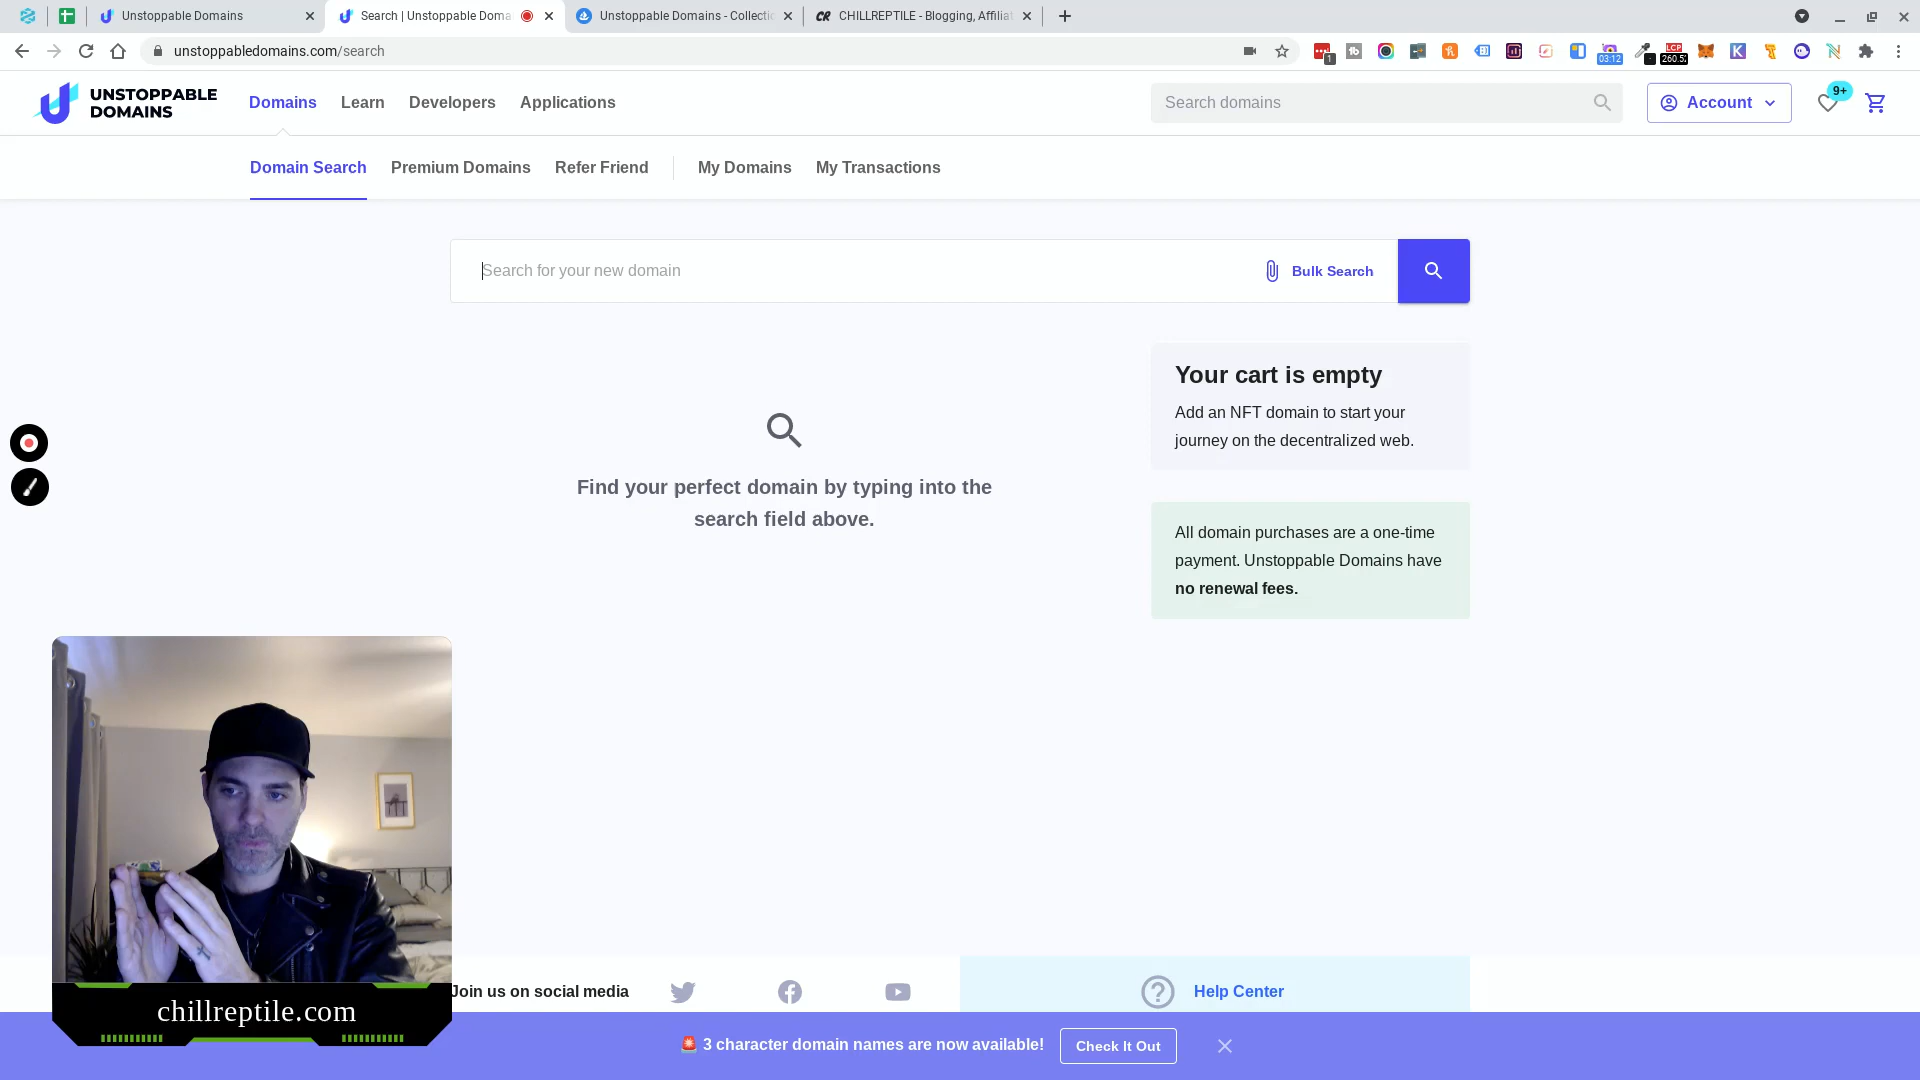 Unstoppable Domains
Search | Unstoppable Doma
Unstoppable Domains - Collectic
CR CHILLREPTILE - Blogging, Affiliat
unstoppabledomains.com/search
1
03:12
LCP
UNSTOPPABLE
DOMAINS
Domains
Learn
Developers
Applications
Search domains
Account
9+
Domain Search
Premium Domains
Refer Friend
My Domains
My Transactions
Search for your new domain
Bulk Search
Your cart is empty
Add an NFT domain to start your
journey on the decentralized web.
Find your perfect domain by typing into the
search field above.
All domain purchases are a one-time
payment. Unstoppable Domains have
no renewal fees.
chillreptile.com
Join us on social media
Help Center
3 character domain names are now available!
Check It Out